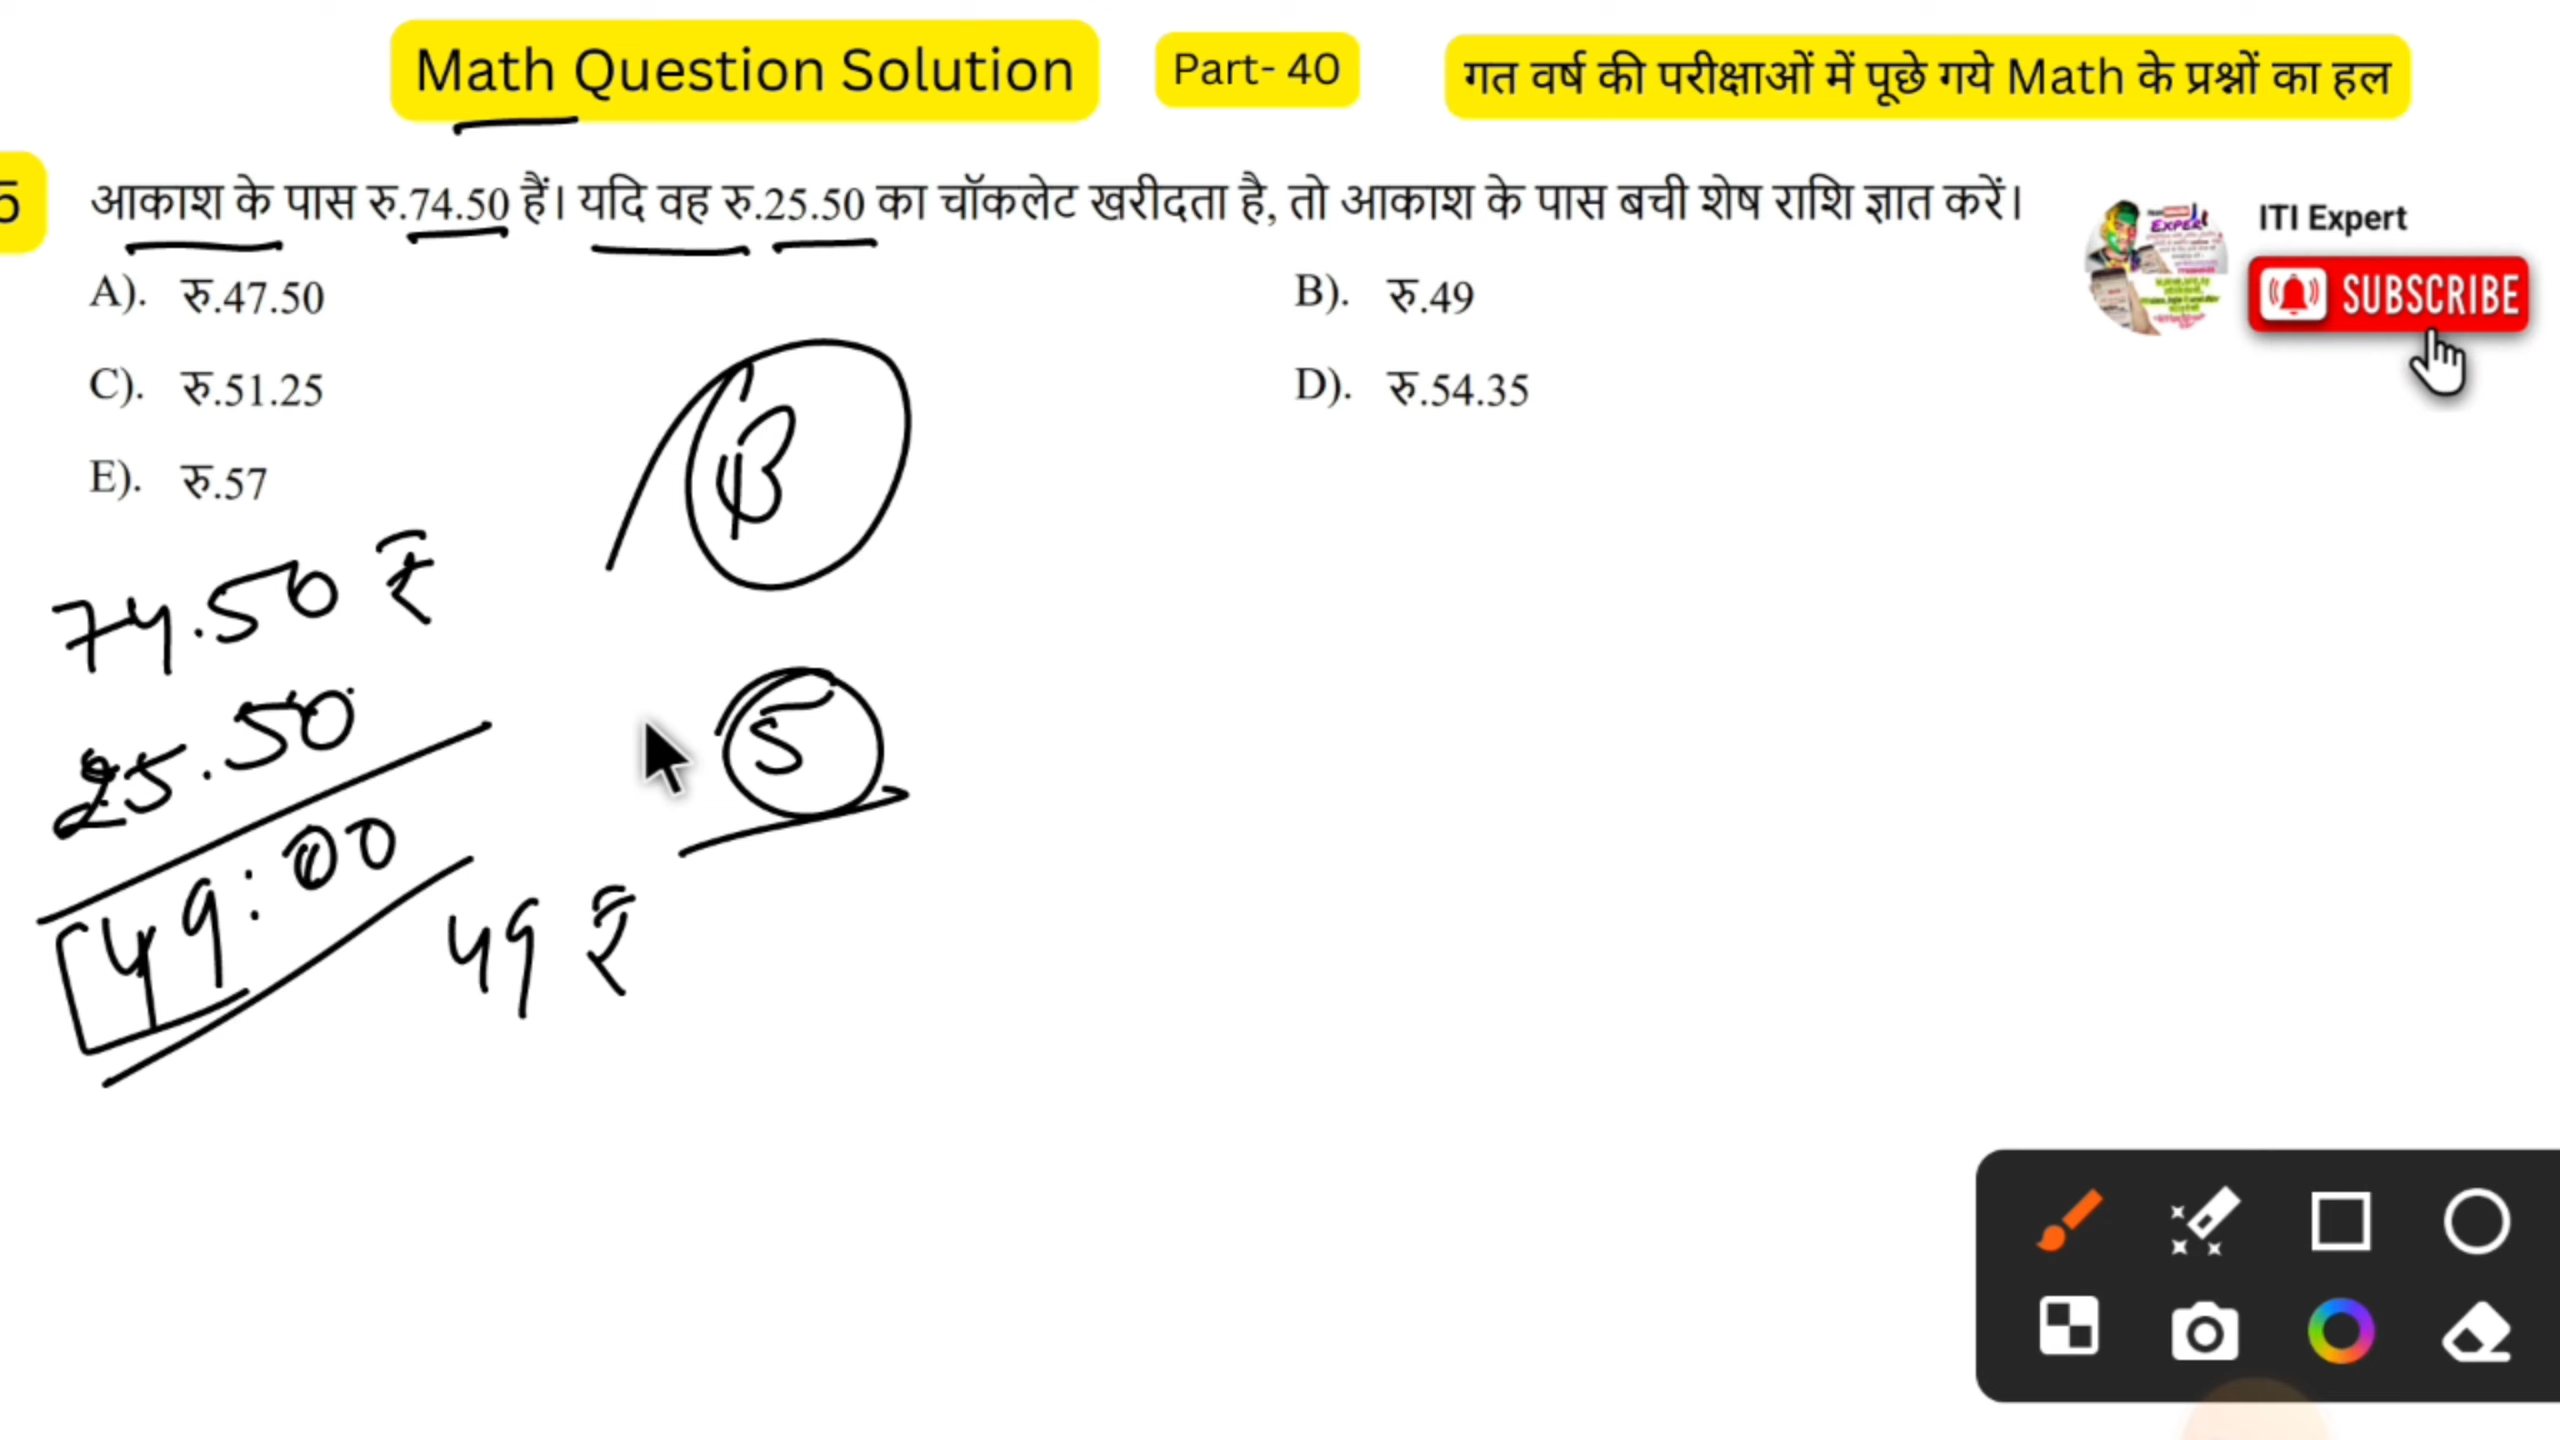 Math Question Solution Part- 40 गत वर्ष की परीक्षाओं में पूछे गये Math के प्रश्नों का हल
5 आकाश के पास रु.74.50 हैं। यदि वह रु.25.50 का चॉकलेट खरीदता है, तो आकाश के पास बची शेष राशि ज्ञात करें।
EXPERT
ITI Expert
SUBSCRIBE
A). रु.47.50 B). रु.49
C). रु.51.25 D). रु.54.35
E). रु.57
B
74.50 ₹
25.50
5
49:00
49 ₹